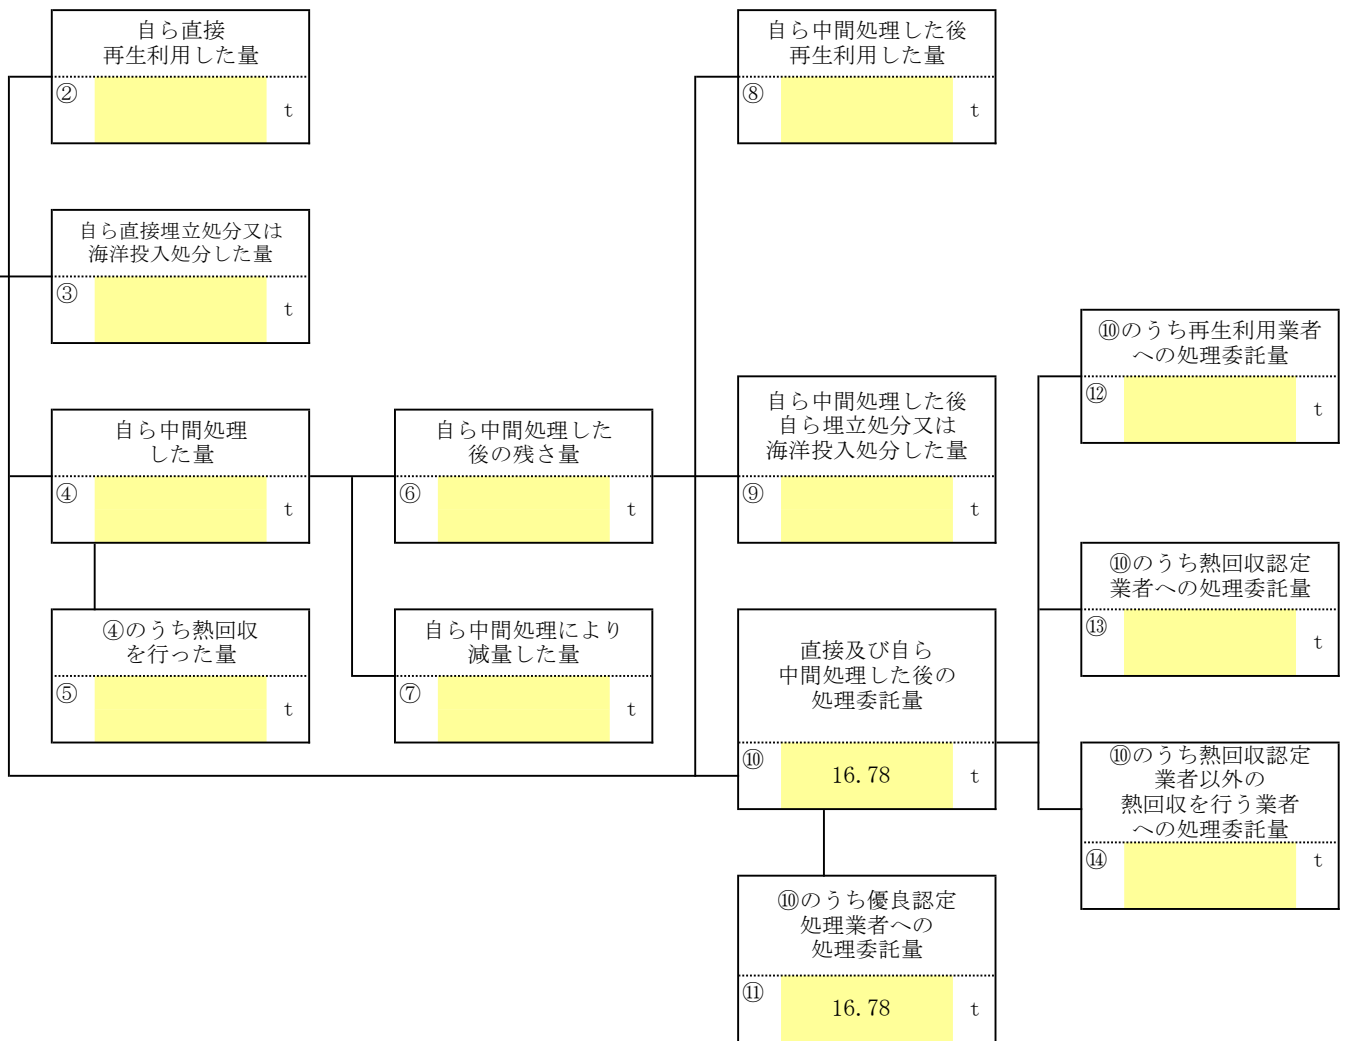 自ら直接
再生利用した量
②
t
自ら中間処理した後
再生利用した量
⑧
t
自ら直接埋立処分又は
海洋投入処分した量
③
t
⑩のうち再生利用業者
への処理委託量
⑫
t
自ら中間処理
した量
④
t
自ら中間処理した
後の残さ量
⑥
t
自ら中間処理した後
自ら埋立処分又は
海洋投入処分した量
⑨
t
⑩のうち熱回収認定
業者への処理委託量
⑬
t
④のうち熱回収
を行った量
⑤
t
自ら中間処理により
減量した量
⑦
t
直接及び自ら
中間処理した後の
処理委託量
⑩
16.78 t
⑩のうち熱回収認定
業者以外の
熱回収を行う業者
への処理委託量
⑭
t
⑩のうち優良認定
処理業者への
処理委託量
⑪
16.78 t